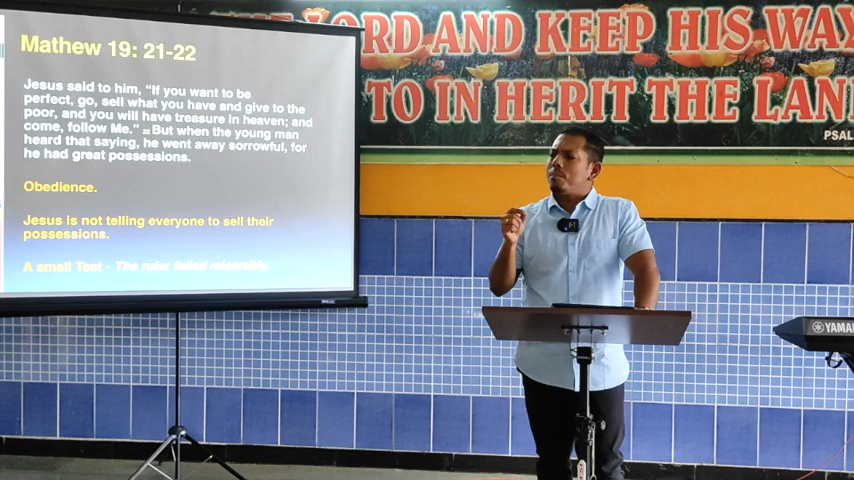 Mathew 19: 21-22
Jesus said to him, “If you want to be
perfect, go, sell what you have and give to the
poor, and you will have treasure in heaven; and
come, follow Me.” 22 But when the young man
heard that saying, he went away sorrowful, for
he had great possessions.
Obedience.
Jesus is not telling everyone to sell their
possessions.
A small Test - The ruler failed miserably.
LORD AND KEEP HIS WAY
TO IN HERIT THE LAN
PSAL
YAMA